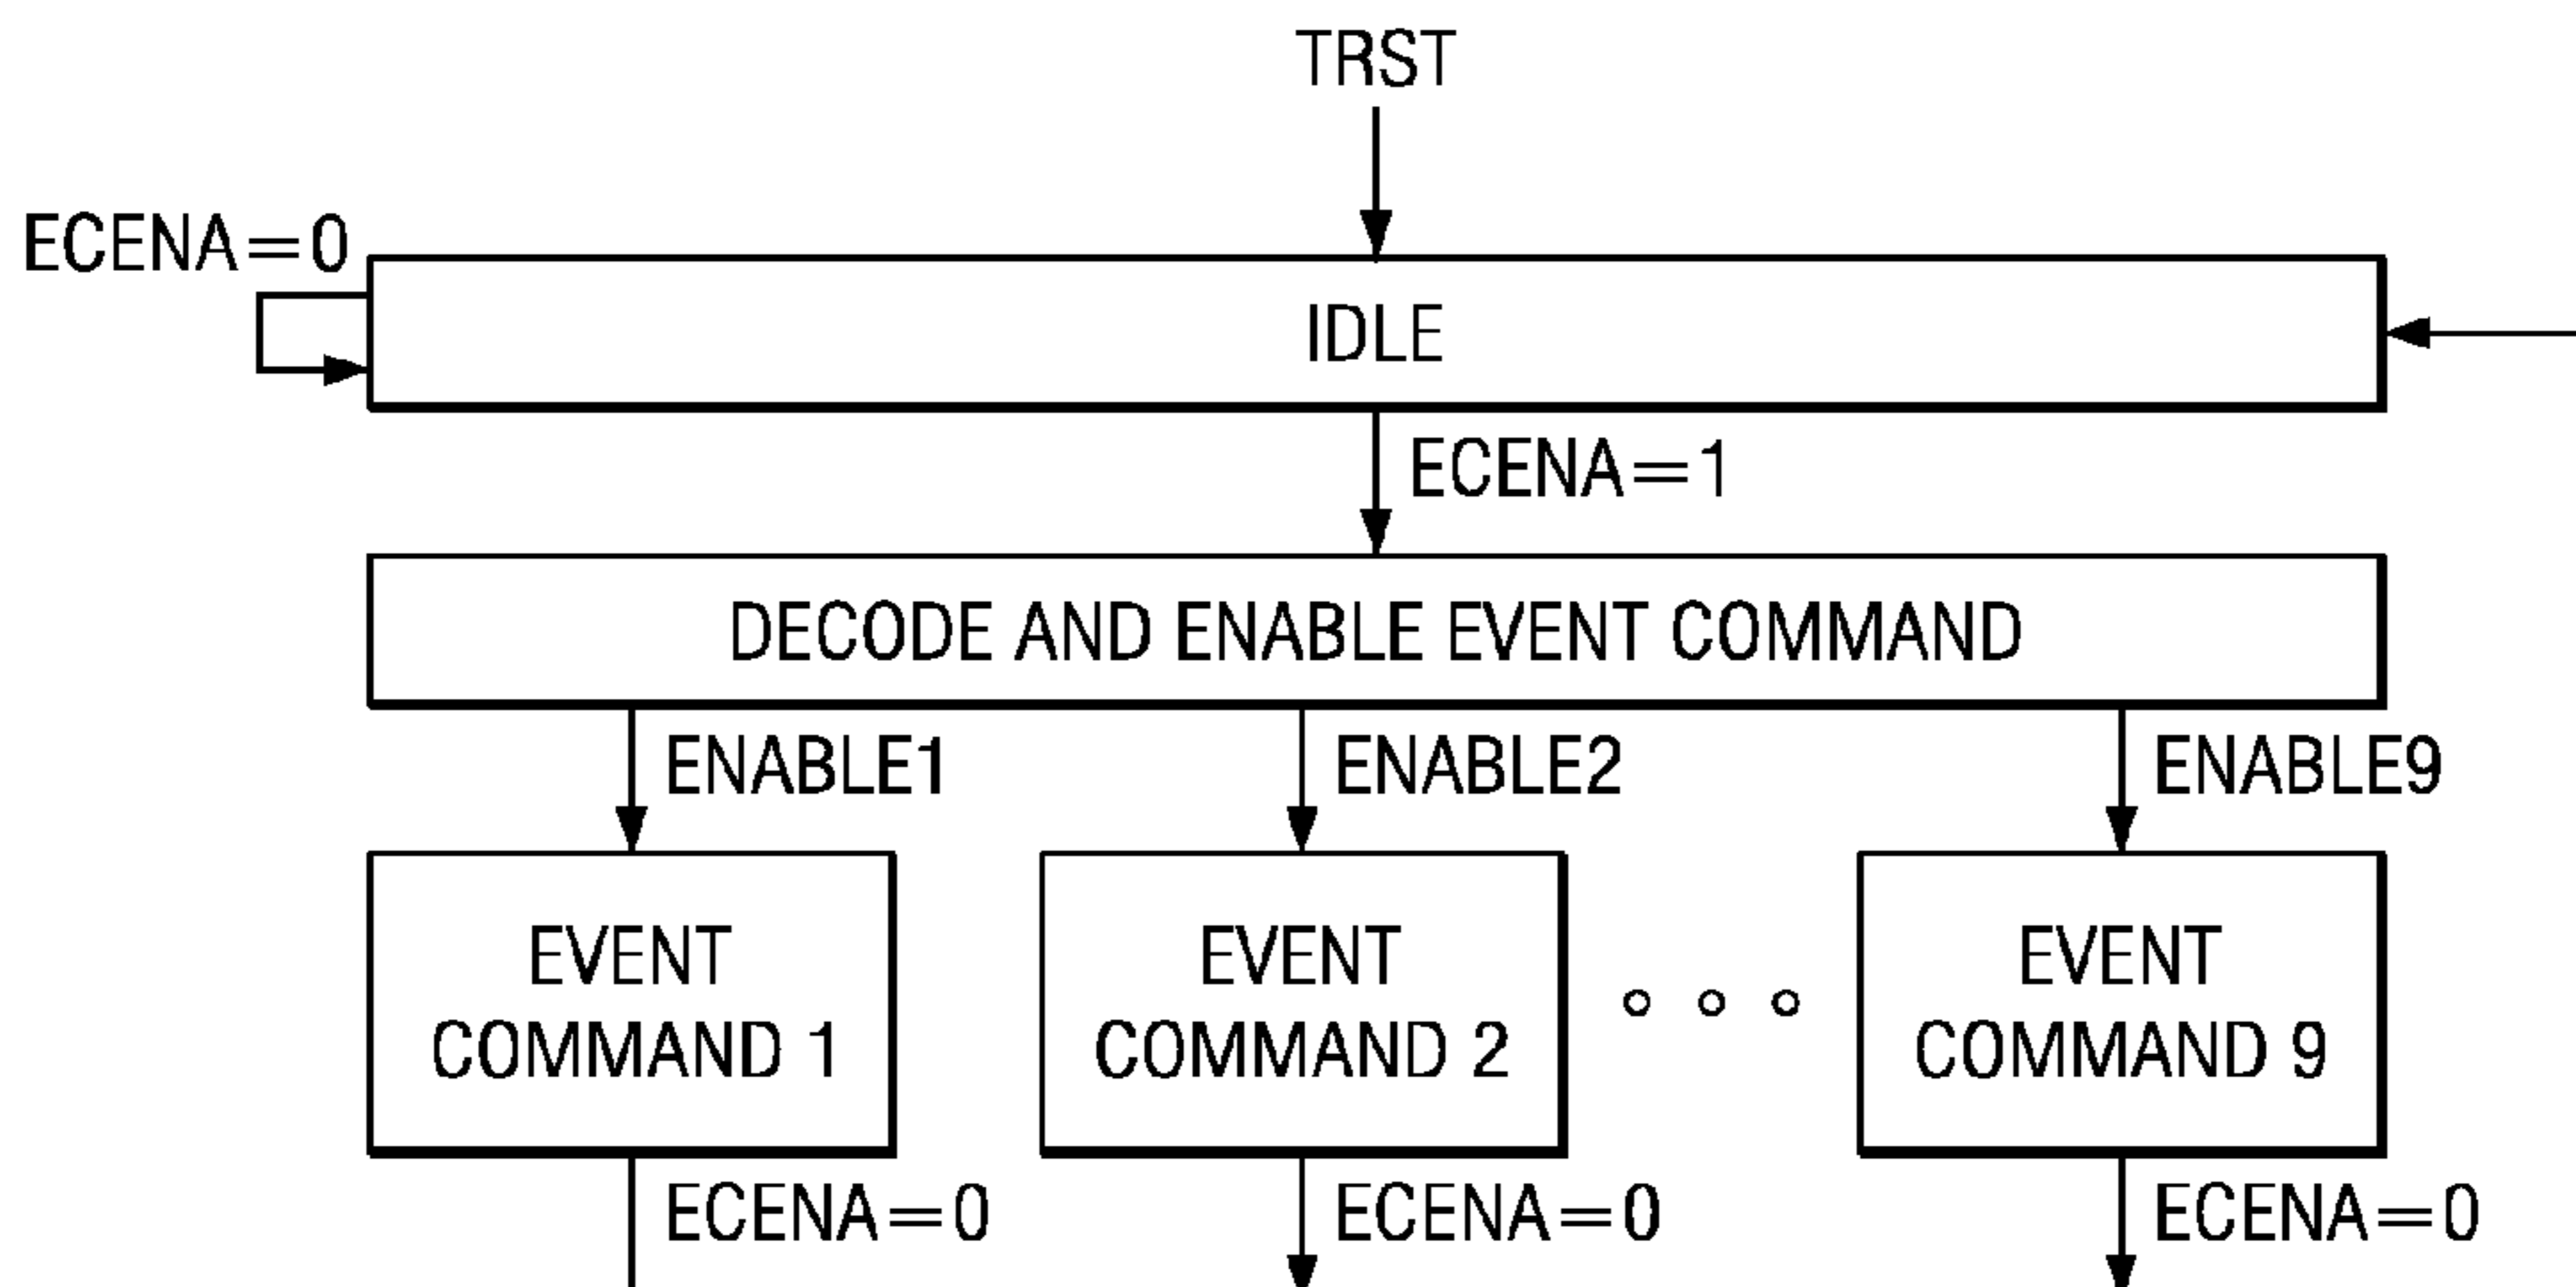 TRST
ECENA=0
IDLE
ECENA=1
DECODE AND ENABLE EVENT COMMAND
ENABLE1
ENABLE2
ENABLE9
EVENT
COMMAND 1
EVENT
COMMAND 2
EVENT
COMMAND 9
ECENA=0
ECENA=0
ECENA=0